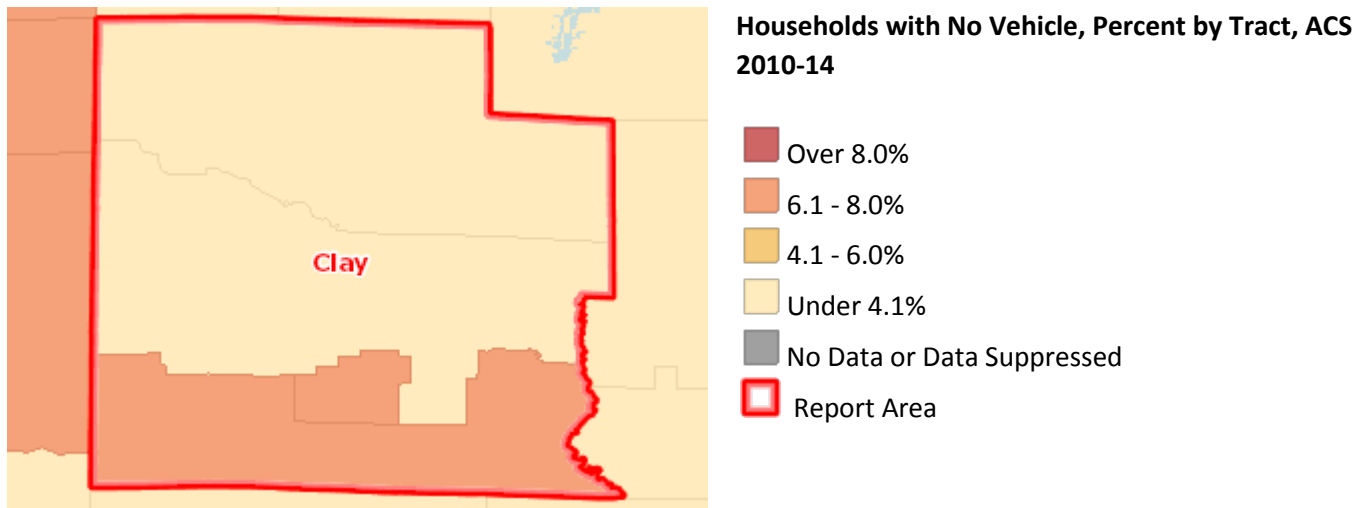 Households with No Vehicle, Percent by Tract, ACS
2010-14
Over 8.0%
6.1 - 8.0%
4.1 - 6.0%
Under 4.1%
No Data or Data Suppressed
Report Area
Clay